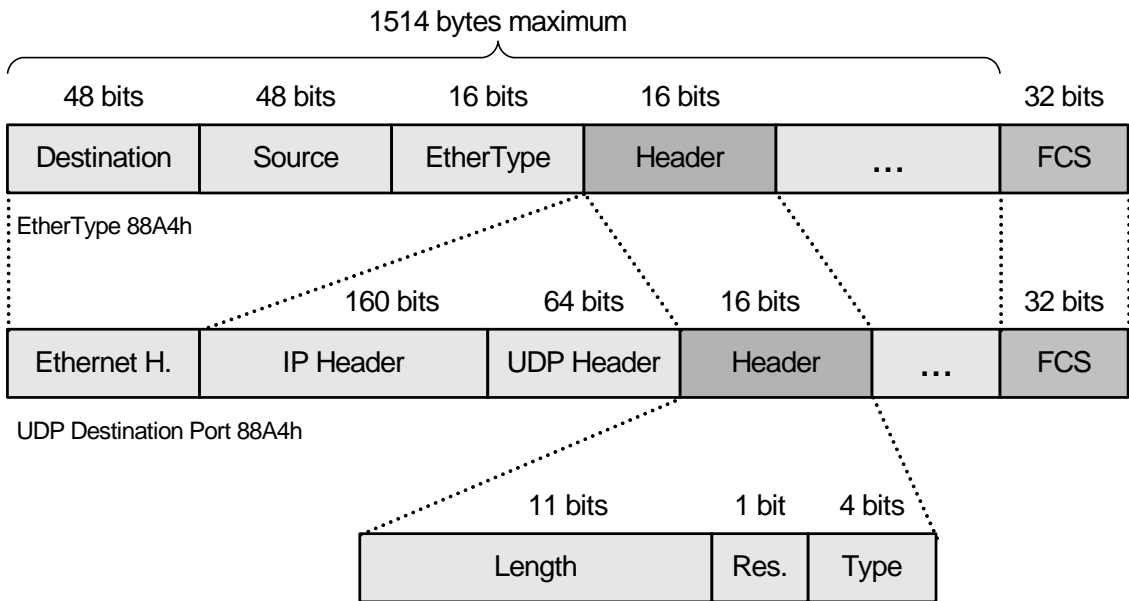 1514 bytes maximum
48 bits 48 bits 16 bits 16 bits 32 bits
Destination Source EtherType Header ... FCS
EtherType 88A4h
160 bits 64 bits 16 bits 32 bits
Ethernet H. IP Header UDP Header Header ... FCS
UDP Destination Port 88A4h
11 bits 1 bit 4 bits
Length Res. Type